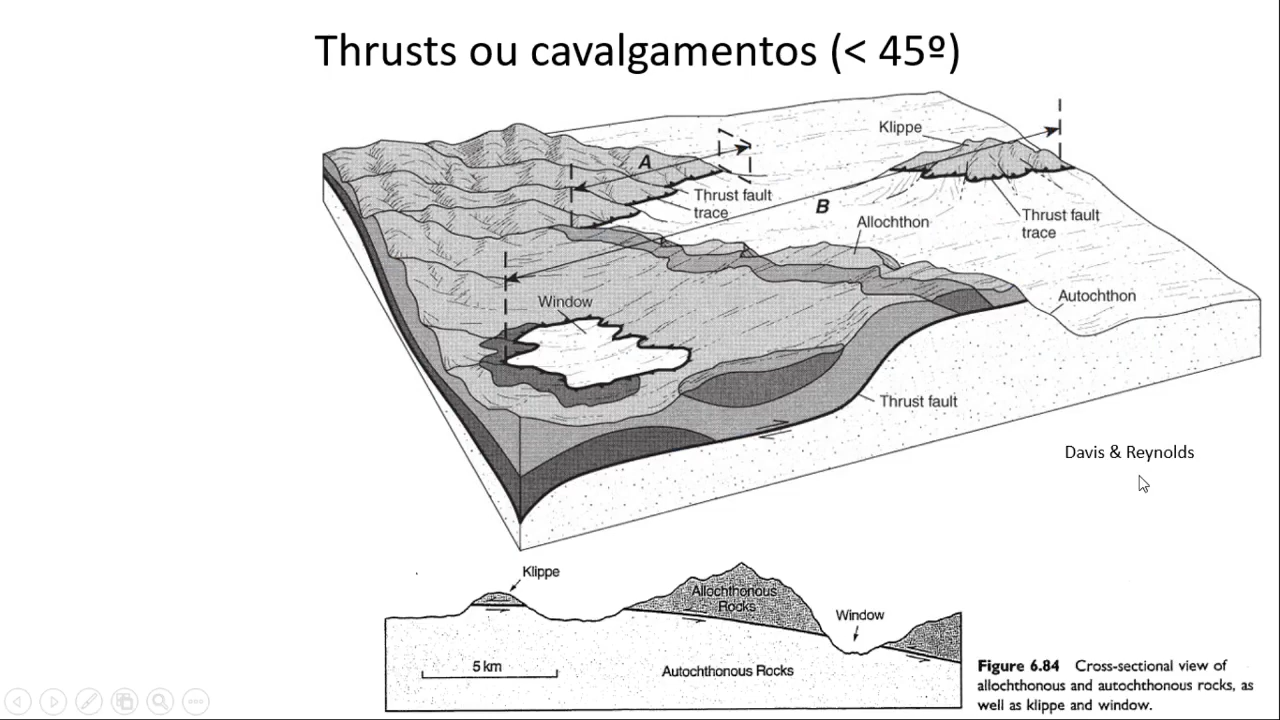 Thrusts ou cavalgamentos (< 45º)
Klippe
A
Thrust fault
trace
B
Allochthon
Thrust fault
trace
Window
Autochthon
Thrust fault
Davis & Reynolds
Klippe
Allochthonous
Rocks
Window
5 km
Autochthonous Rocks
Figure 6.84 Cross-sectional view of
allochthonous and autochthonous rocks, as
well as klippe and window.